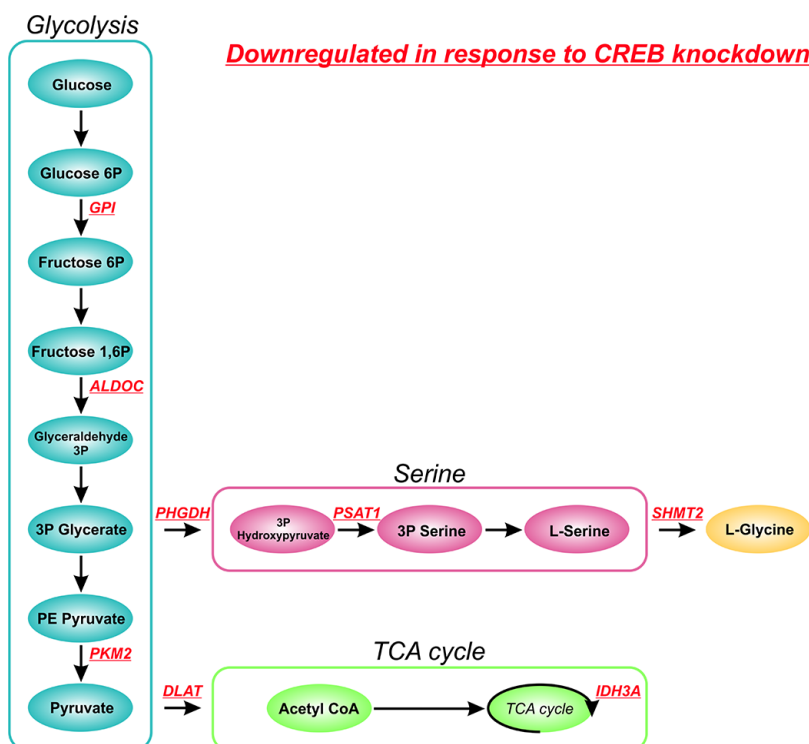 Glycolysis
Downregulated in response to CREB knockdown
Glucose
Glucose 6P
GPI
Fructose 6P
Fructose 1,6P
ALDOC
Glyceraldehyde
3P
Serine
PHGDH
PSAT1
SHMT2
3P Glycerate
3P
Hydroxypyruvate
3P Serine
L-Serine
L-Glycine
PE Pyruvate
PKM2
TCA cycle
DLAT
IDH3A
Pyruvate
Acetyl CoA
TCA cycle